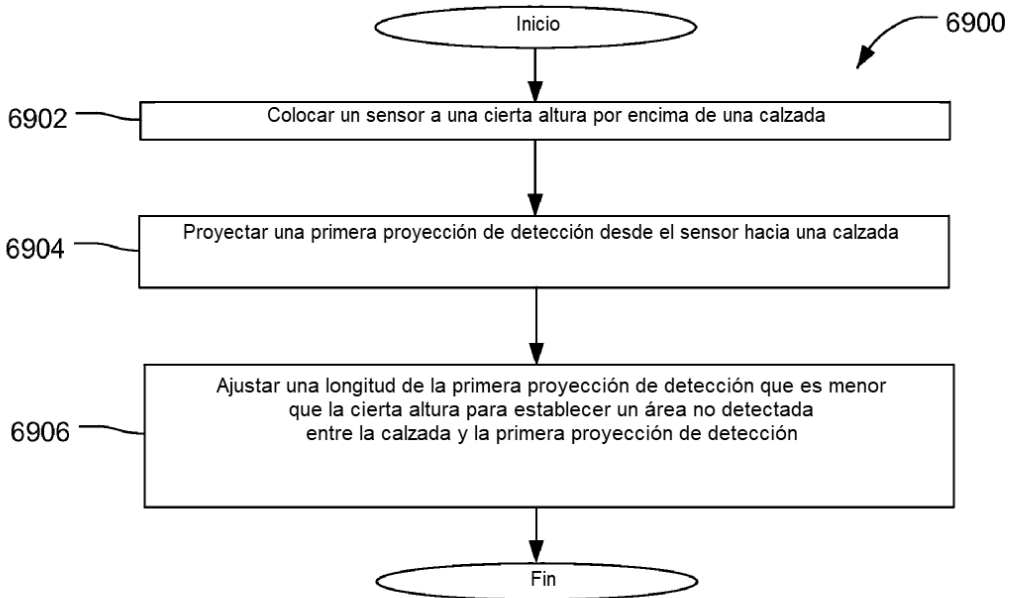 Inicio
6900
6902
Colocar un sensor a una cierta altura por encima de una calzada
6904
Proyectar una primera proyección de detección desde el sensor hacia una calzada
6906
Ajustar una longitud de la primera proyección de detección que es menor
que la cierta altura para establecer un área no detectada
entre la calzada y la primera proyección de detección
Fin